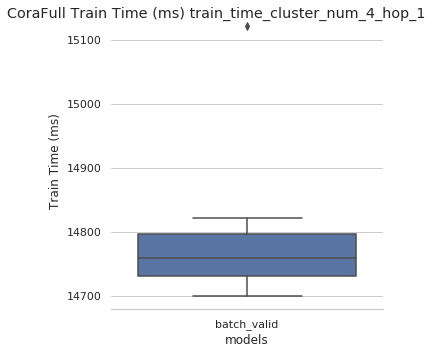 CoraFull Train Time (ms) train_time_cluster_num_4_hop_1
15100
15000
14900
14800
14700
Train Time (ms)
batch_valid
models